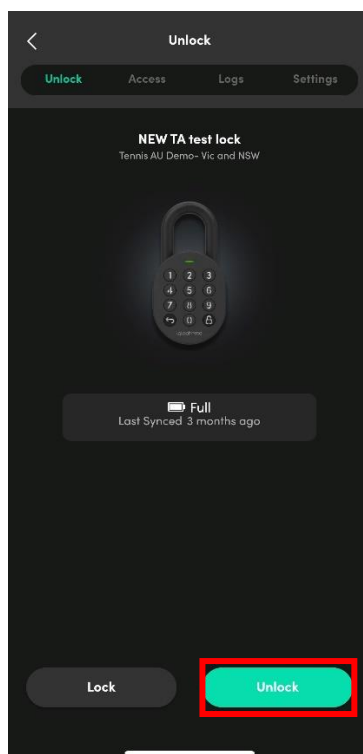 Unlock
Unlock Access Logs Settings
NEW TA test lock
Tennis AU Demo- Vic and NSW
1 2 3
4 5 6
7 8 9
0
Full
Last Synced 3 months ago
Lock Unlock